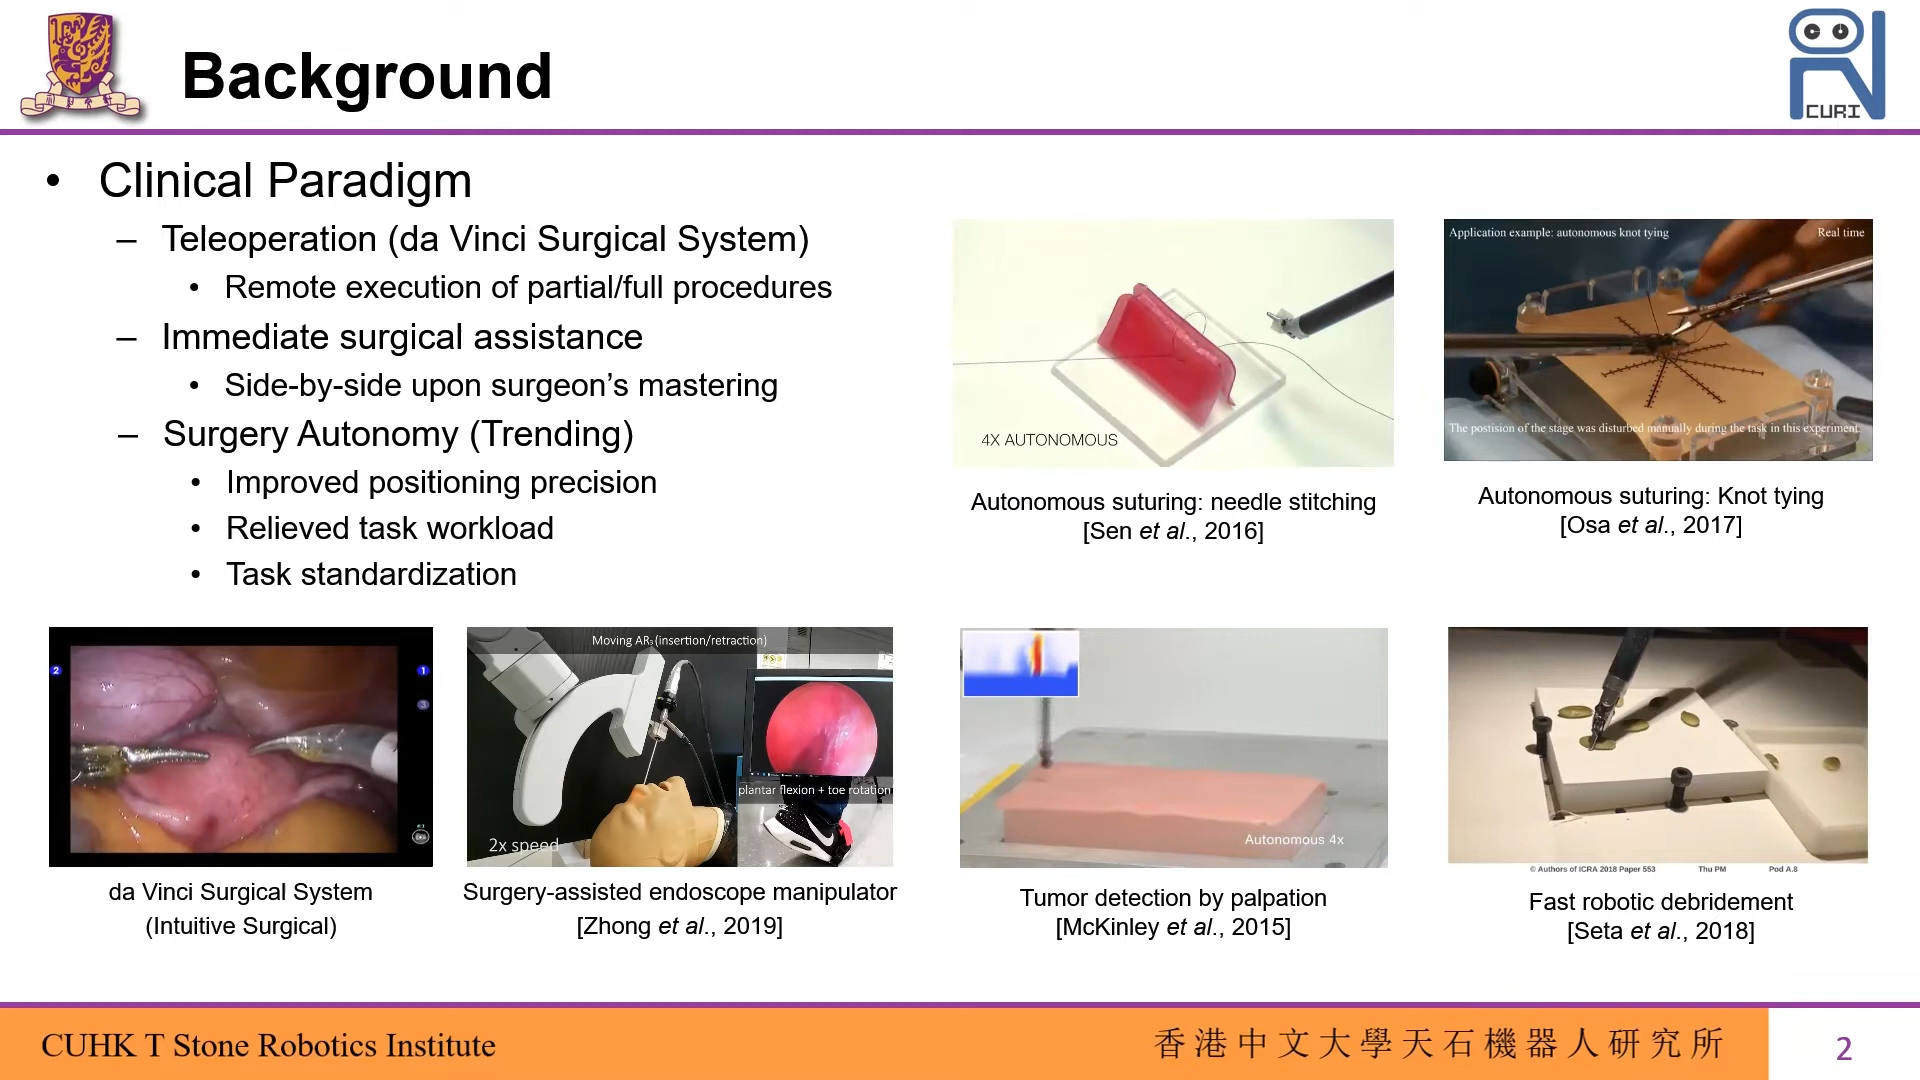 Background
CURI
• Clinical Paradigm
– Teleoperation (da Vinci Surgical System)
• Remote execution of partial/full procedures
– Immediate surgical assistance
• Side-by-side upon surgeon’s mastering
– Surgery Autonomy (Trending)
• Improved positioning precision
• Relieved task workload
• Task standardization
4X AUTONOMOUS
Autonomous suturing: needle stitching
[Sen et al., 2016]
Application example: autonomous knot tying
Real time
The postision of the stage was disturbed manually during the task in this experiment
Autonomous suturing: Knot tying
[Osa et al., 2017]
2
1
3
da Vinci Surgical System
(Intuitive Surgical)
Moving AR3 (insertion/retraction)
plantar flexion + toe rotation
2x speed
Surgery-assisted endoscope manipulator
[Zhong et al., 2019]
Autonomous 4x
Tumor detection by palpation
[McKinley et al., 2015]
© Authors of ICRA 2018 Paper 553 Thu PM Pod A.8
Fast robotic debridement
[Seta et al., 2018]
CUHK T Stone Robotics Institute
香港中文大學天石機器人研究所
2